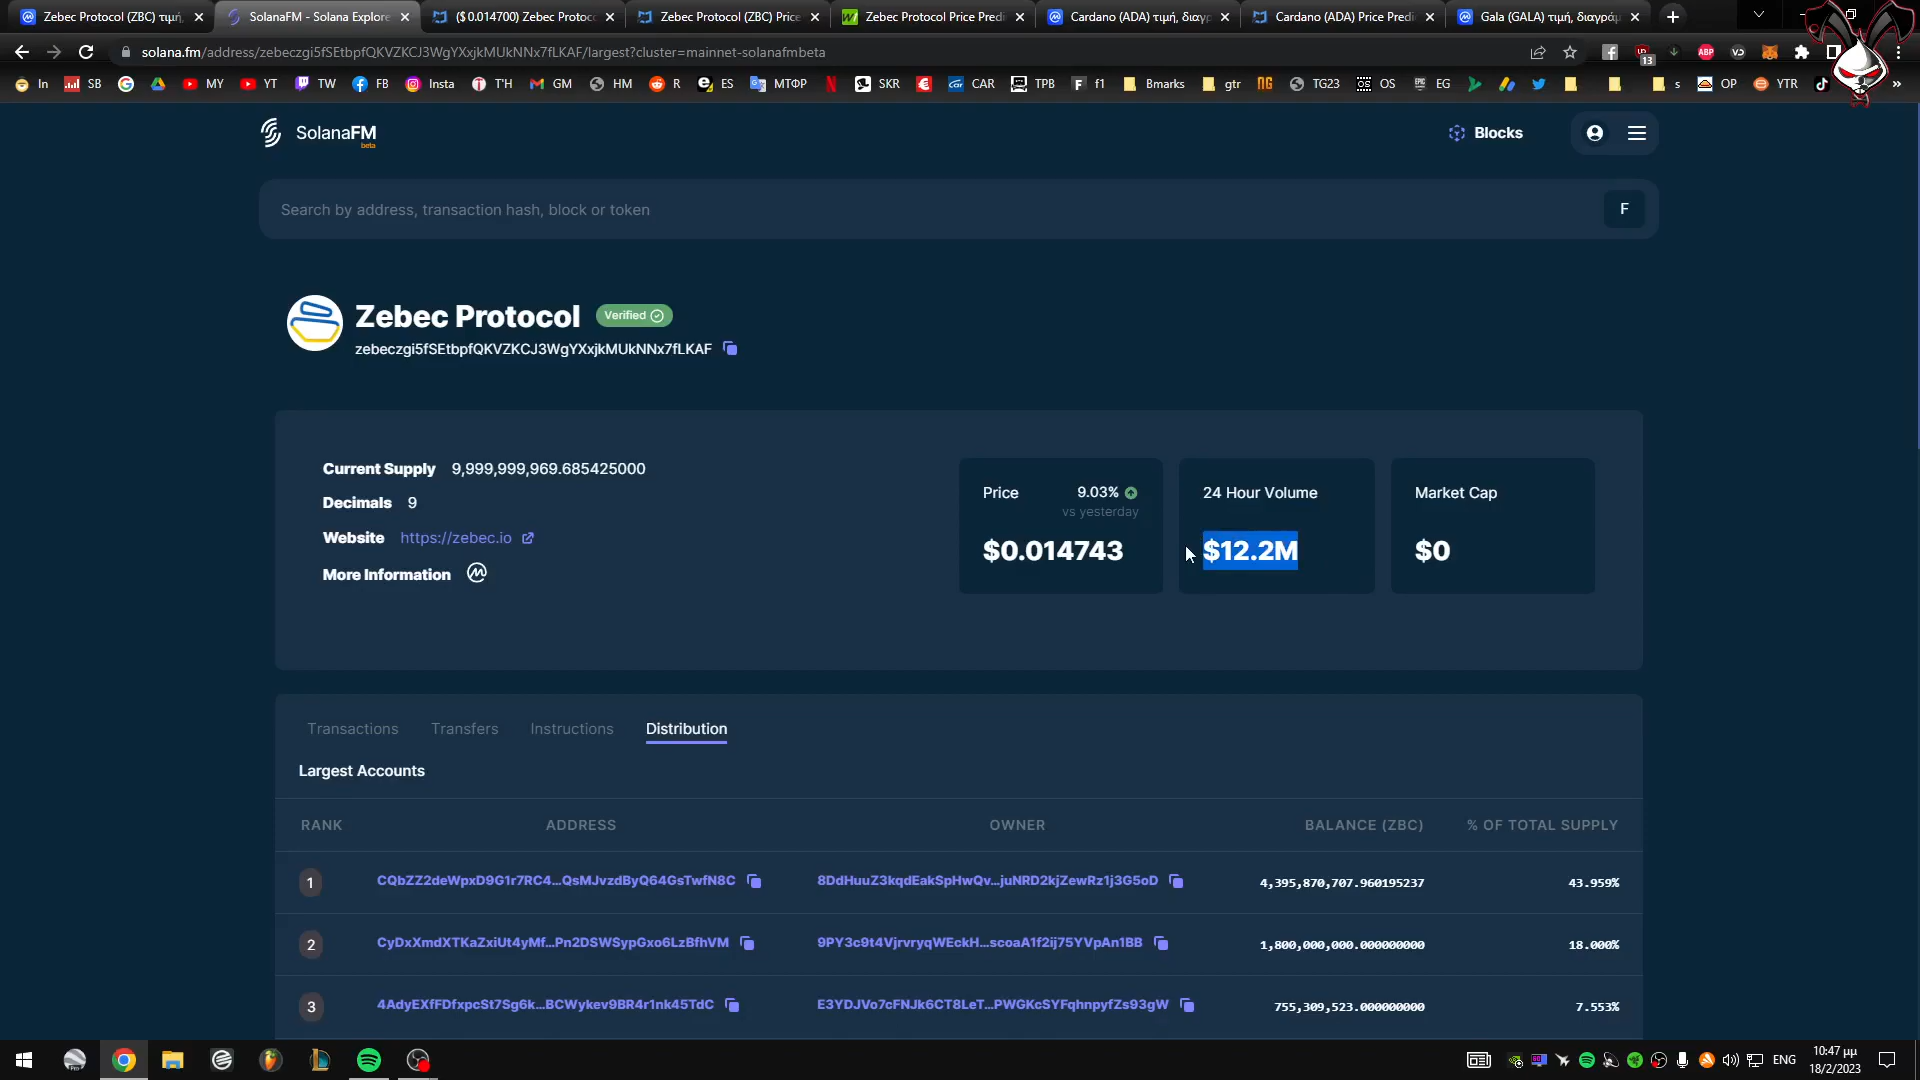 Zebec Protocol (ZBC) τιμή,
SolanaFM - Solana Explore
($ 0.014700) Zebec Protoc
Zebec Protocol (ZBC) Price
Zebec Protocol Price Predi
Cardano (ADA) τιμή, διαγρ
Cardano (ADA) Price Predi
Gala (GALA) τιμή, διαγράμ
solana.fm/address/zebeczgi5fSEtbpfQKVZKCJ3WgYXxjkMUkNNx7fLKAF/largest?cluster=mainnet-solanafmbeta
13
ABP
In SB MY YT TW FB Insta T'H GM HM R ES ΜΤΦΡ SKR CAR TPB f1 Bmarks gtr NG TG23 OS EG s OP YTR »
SolanaFM
beta
Blocks
Search by address, transaction hash, block or token
F
Zebec Protocol
Verified
zebeczgi5fSEtbpfQKVZKCJ3WgYXxjkMUkNNx7fLKAF
Current Supply 9,999,999,969.685425000
Decimals 9
Website https://zebec.io
More Information
Price 9.03%
vs yesterday
$0.014743
24 Hour Volume
$12.2M
Market Cap
$0
Transactions Transfers Instructions Distribution
Largest Accounts
RANK ADDRESS OWNER BALANCE (ZBC) % OF TOTAL SUPPLY
1 CQbZZ2deWpxD9G1r7RC4...QsMJvzdByQ64GsTwfN8C 8DdHuuZ3kqdEakSpHwQv...juNRD2kjZewRz1j3G5oD 4,395,870,707.960195237 43.959%
2 CyDxXmdXTKaZxiUt4yMf...Pn2DSWSypGxo6LzBfhVM 9PY3c9t4VjrvryqWEckH...scoaA1f2ij75YVpAn1BB 1,800,000,000.000000000 18.000%
3 4AdyEXfFDfxpcSt7Sg6k...BCWykev9BR4r1nk45TdC E3YDJVo7cFNJk6CT8LeT...PWGKcSYFqhnpyfZs93gW 755,309,523.000000000 7.553%
ENG
10:47 μμ
18/2/2023